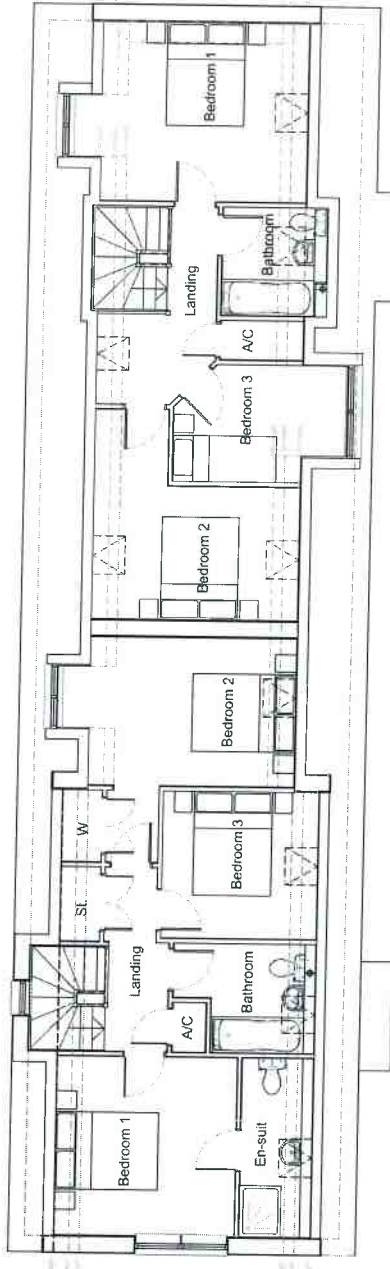 Bedroom 1
En-suit
A/C
Landing
Bathroom
St.
W
Bedroom 3
Bedroom 2
Bedroom 2
Bedroom 3
Landing
A/C
Bathroom
Bedroom 1